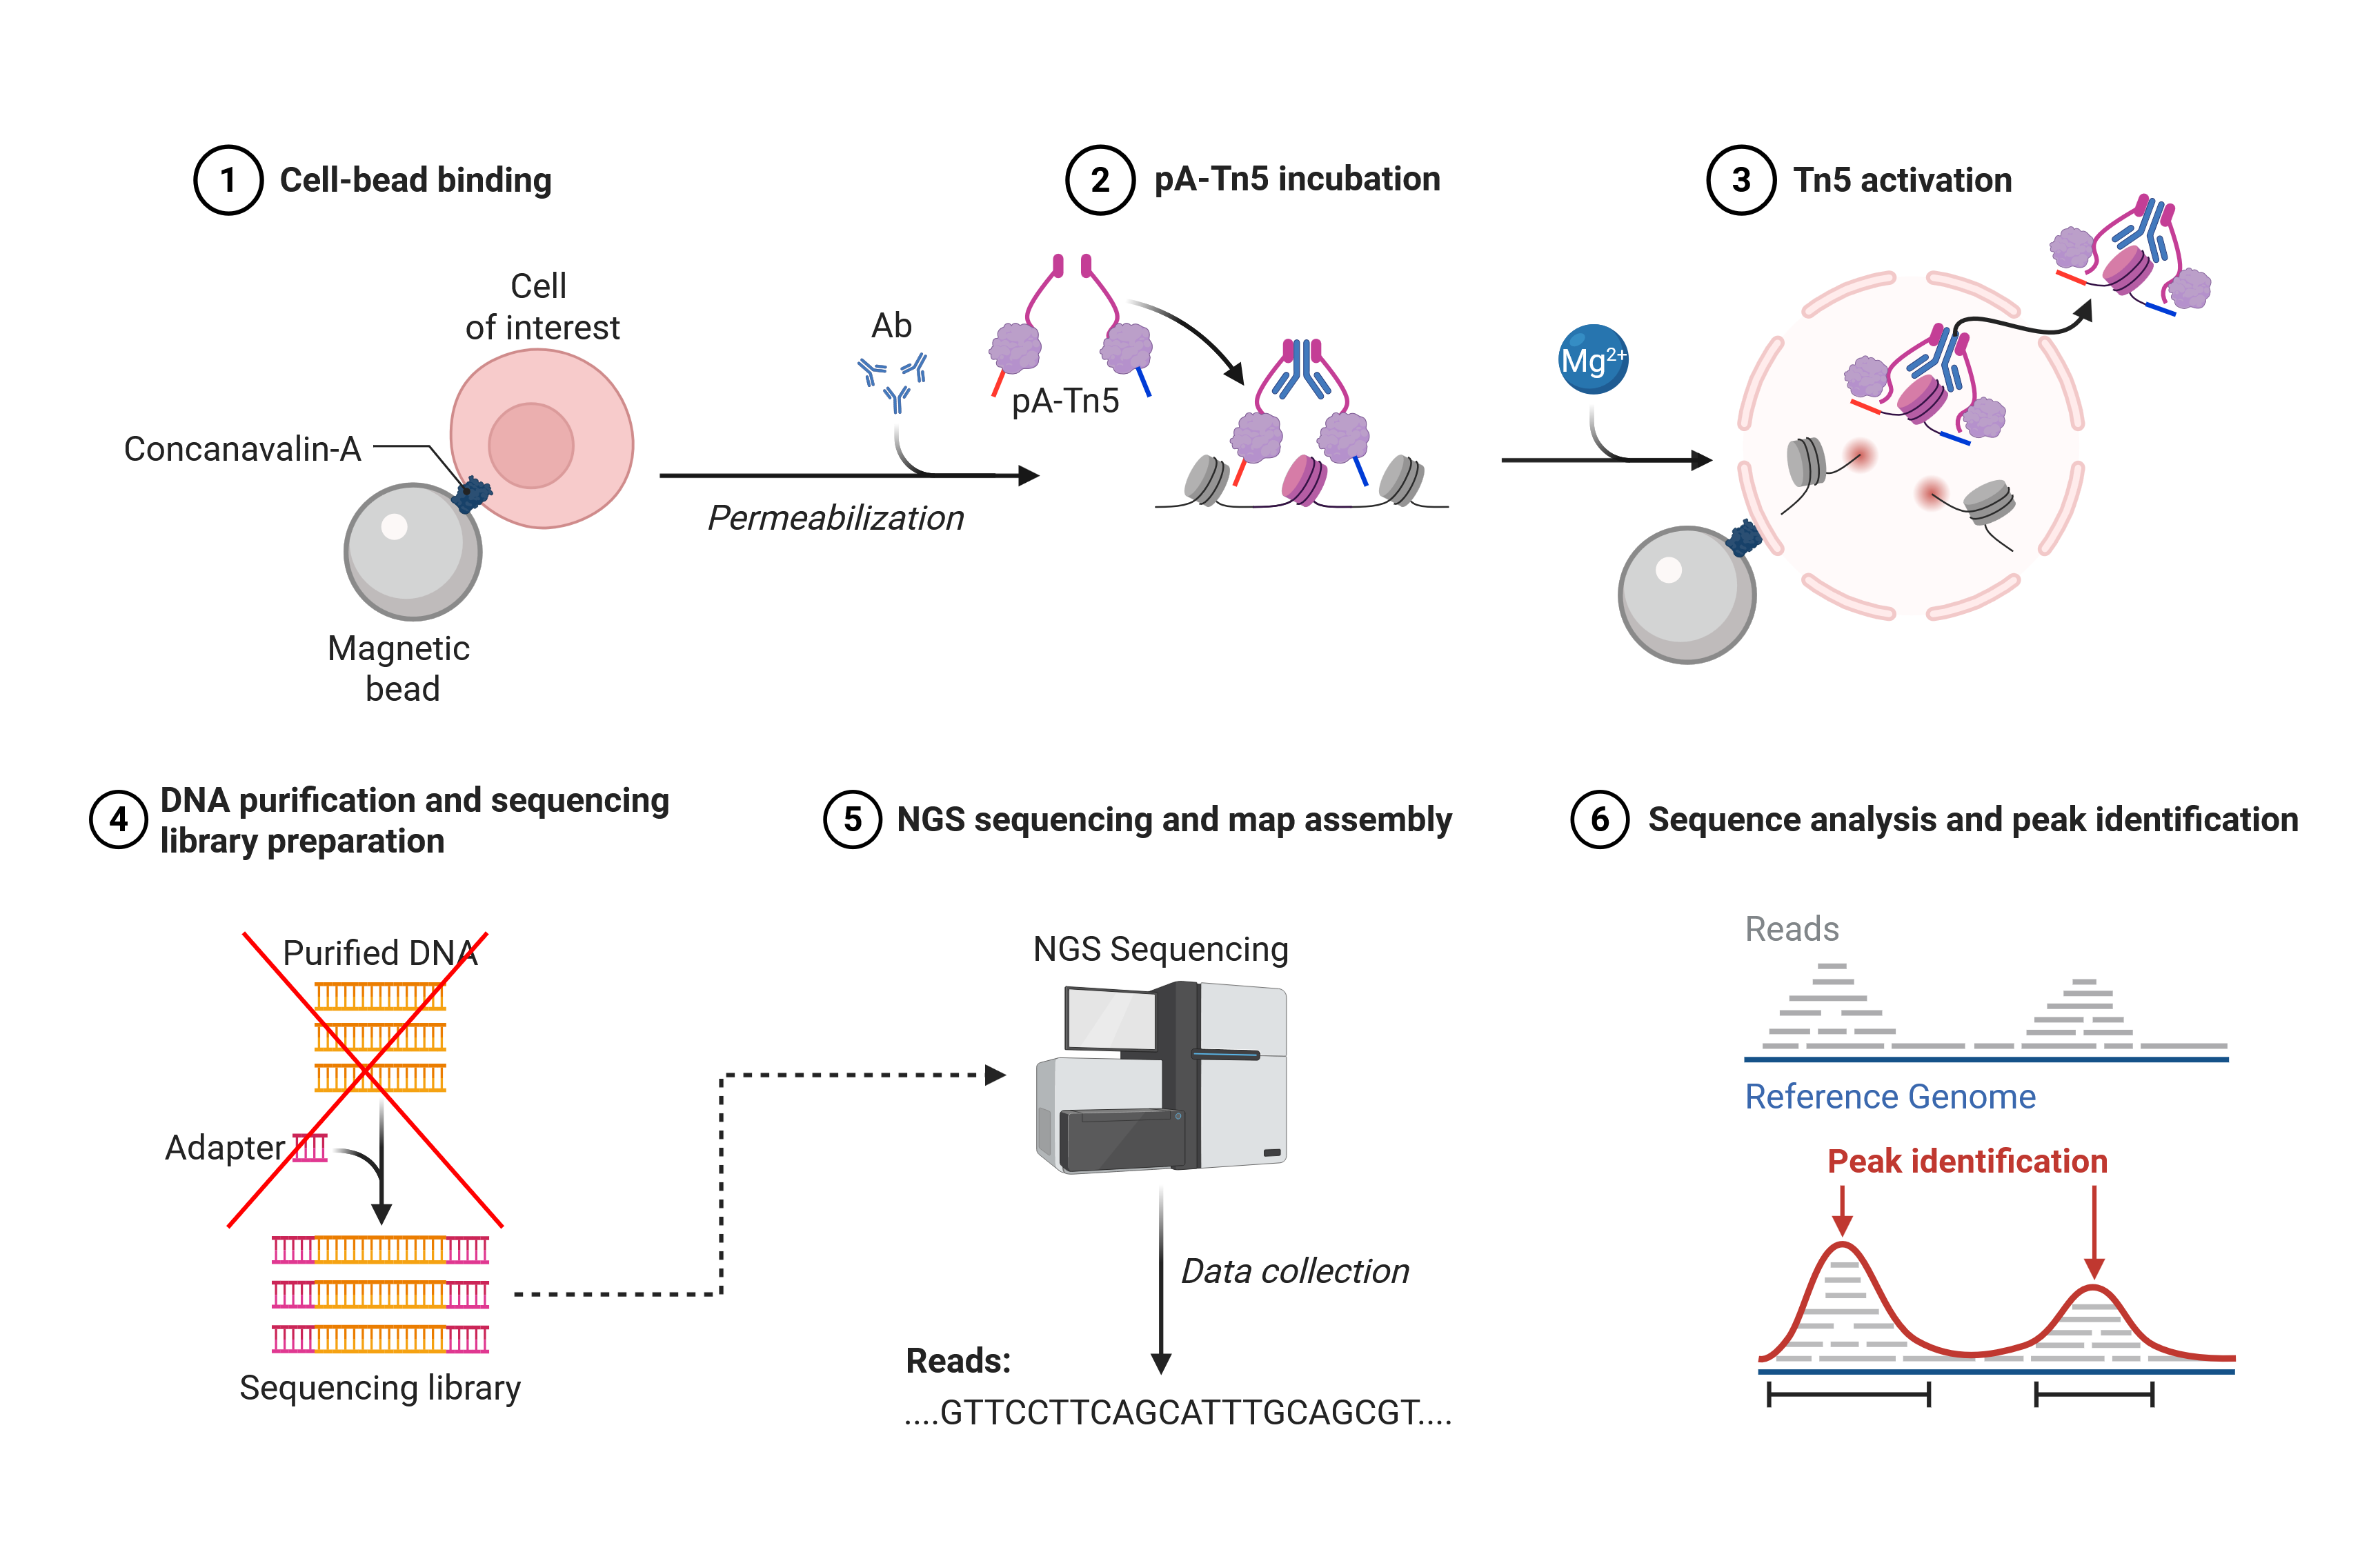 1 Cell-bead binding
Cell
of interest
Concanavalin-A
Magnetic
bead
Ab
Permeabilization
2 pA-Tn5 incubation
pA-Tn5
Mg²⁺
3 Tn5 activation
4 DNA purification and sequencing
library preparation
Purified DNA
Adapter
Sequencing library
5 NGS sequencing and map assembly
NGS Sequencing
Data collection
Reads:
....GTTCCTTCAGCATTTGCAGCGT....
6 Sequence analysis and peak identification
Reads
Reference Genome
Peak identification